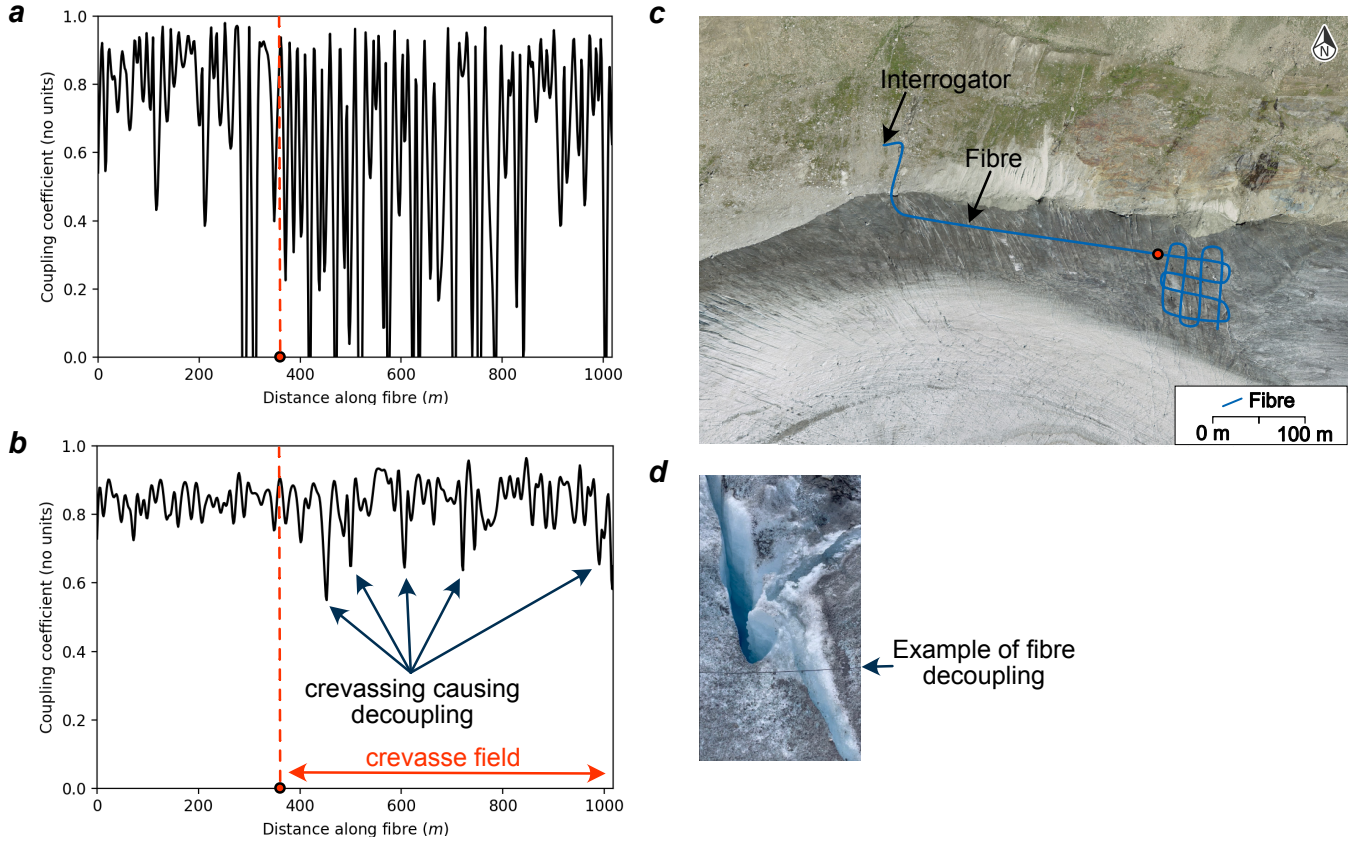 a
Coupling coefficient (no units)
1.0
0.8
0.6
0.4
0.2
0.0
0
200
400
600
800
1000
Distance along fibre (m)
b
Coupling coefficient (no units)
1.0
0.8
0.6
0.4
0.2
0.0
crevassing causing
decoupling
crevasse field
0
200
400
600
800
1000
Distance along fibre (m)
c
N
Interrogator
Fibre
Fibre
0 m
100 m
d
Example of fibre
decoupling